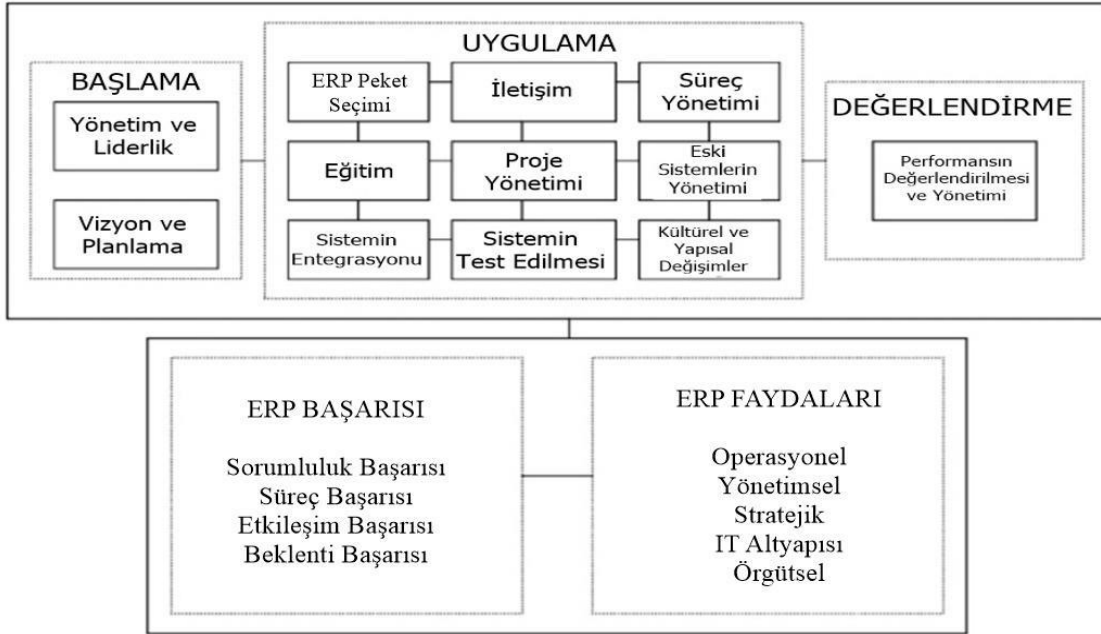 BAŞLAMA
Yönetim ve
Liderlik
Vizyon ve
Planlama
UYGULAMA
ERP Peket
Seçimi
İletişim
Süreç
Yönetimi
Eğitim
Proje
Yönetimi
Eski
Sistemlerin
Yönetimi
Sistemin
Entegrasyonu
Sistemin
Test Edilmesi
Kültürel ve
Yapısal
Değişimler
DEĞERLENDİRME
Performansın
Değerlendirilmesi
ve Yönetimi
ERP BAŞARISI
Sorumluluk Başarısı
Süreç Başarısı
Etkileşim Başarısı
Beklenti Başarısı
ERP FAYDALARI
Operasyonel
Yönetimsel
Stratejik
IT Altyapısı
Örgütsel